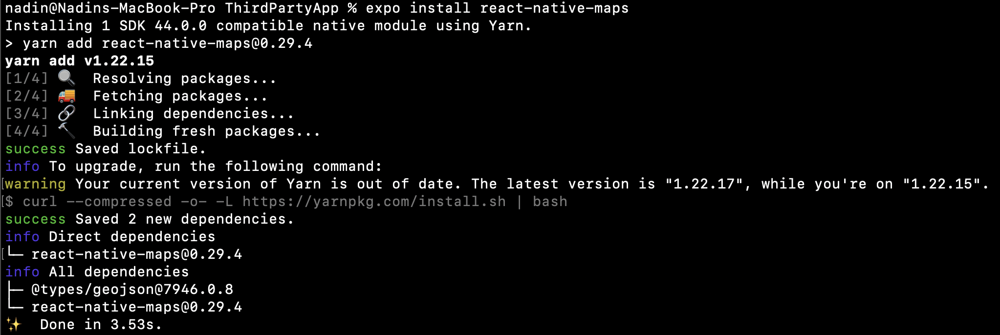 nadin@Nadins-MacBook-Pro ThirdPartyApp % expo install react-native-maps
Installing 1 SDK 44.0.0 compatible native module using Yarn.
> yarn add react-native-maps@0.29.4
yarn add v1.22.15
[1/4] 🔍  Resolving packages...
[2/4] 🚚  Fetching packages...
[3/4] 🔗  Linking dependencies...
[4/4] 🔨  Building fresh packages...
success Saved lockfile.
info To upgrade, run the following command:
[warning Your current version of Yarn is out of date. The latest version is "1.22.17", while you're on "1.22.15".
[$ curl --compressed -o- -L https://yarnpkg.com/install.sh | bash
success Saved 2 new dependencies.
info Direct dependencies
[└─ react-native-maps@0.29.4
info All dependencies
├─ @types/geojson@7946.0.8
└─ react-native-maps@0.29.4
✨  Done in 3.53s.